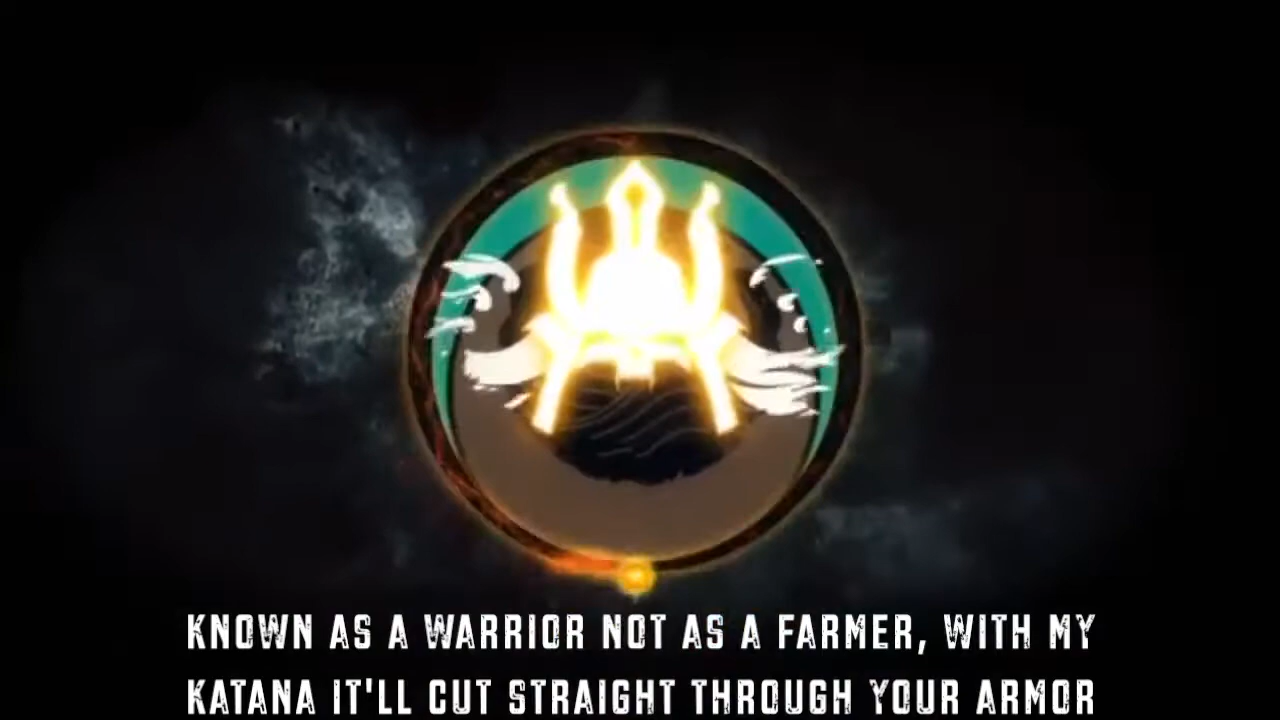 KNOWN AS A WARRIOR NOT AS A FARMER, WITH MY
KATANA IT'LL CUT STRAIGHT THROUGH YOUR ARMOR